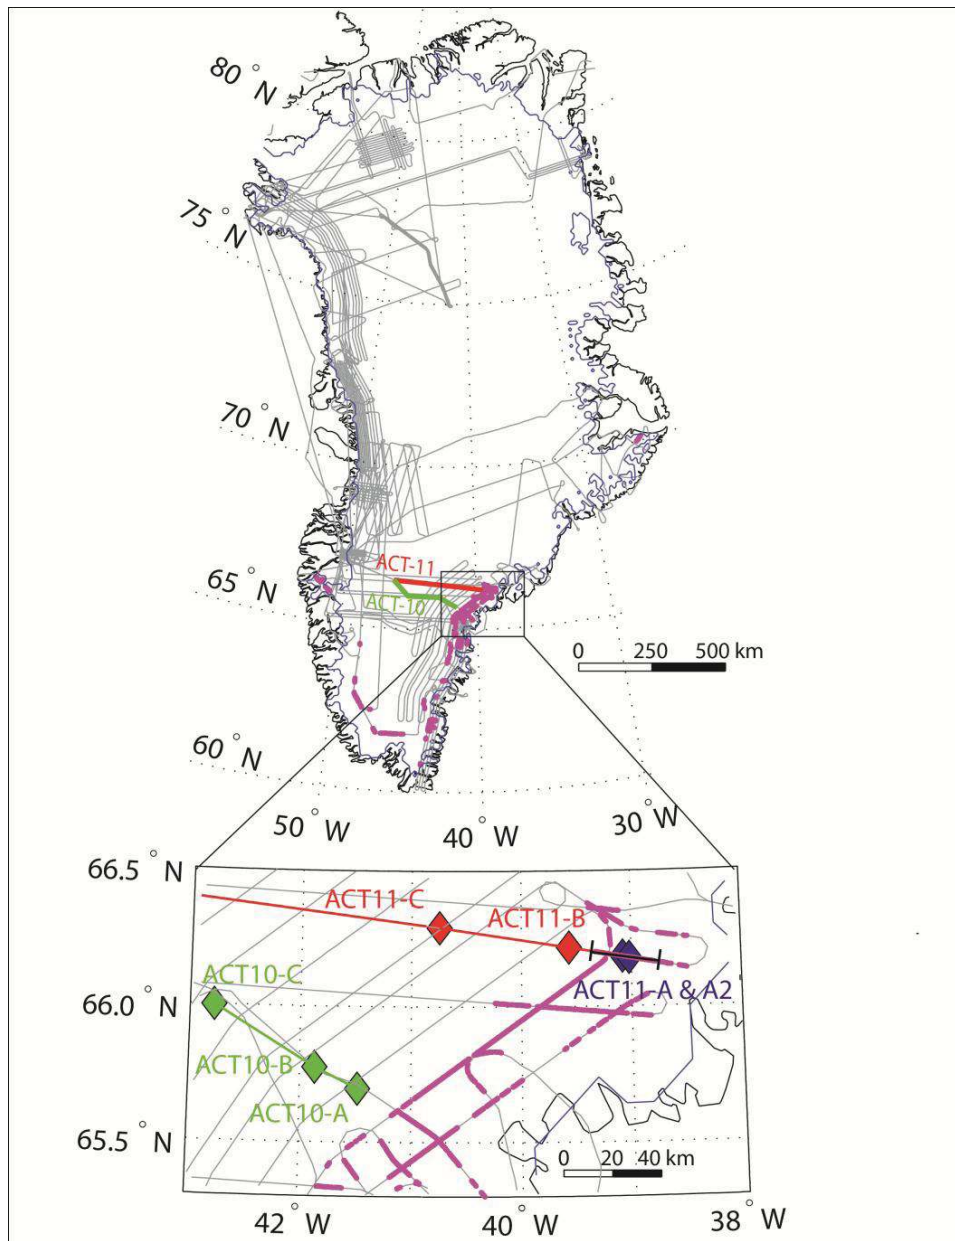 80 ° N
75 ° N
70 ° N
ACT-11
65 ° N
ACT-10
0 250 500 km
60 ° N
50 ° W
40 ° W
30 ° W
66.5 ° N
ACT11-C
ACT11-B
ACT10-C
ACT11-A & A2
66.0 ° N
ACT10-B
ACT10-A
65.5 ° N
0 20 40 km
42 ° W
40 ° W
38 ° W